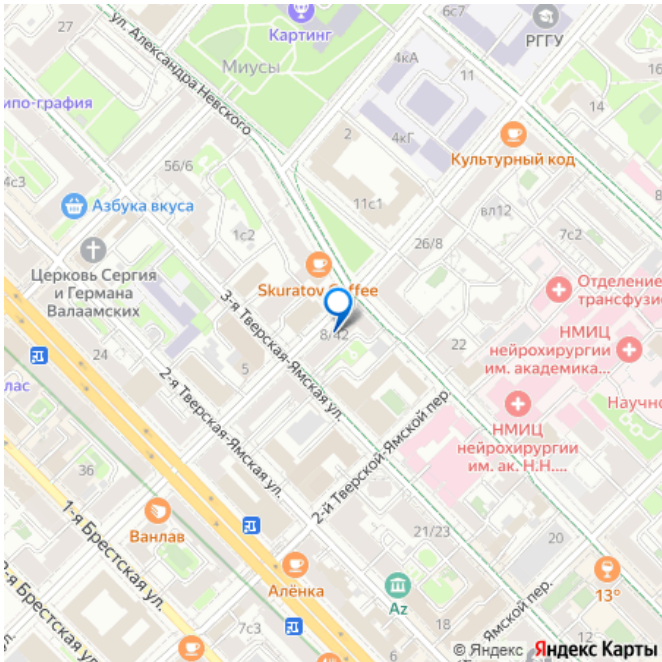 27
ул. Александра Невского
Картинг
6с7
РГГУ
Миусы
4кА
11
14
ипо-графия
2
4кГ
Культурный код
56/6
4с3
Азбука вкуса
11с1
вл12
1с2
26/8
7с2
Церковь Сергия
и Германа
Валаамских
Skuratov Coffee
Отделение
трансфузио
3-я Тверская-Ямская ул.
8/42
22
НМИЦ
нейрохирургии
им. академика...
24
5
лас
2-я Тверская-Ямская ул.
Научно
НМИЦ
нейрохирургии
им. ак. Н.Н....
2-й Тверской-Ямской пер.
36
1-я Брестская ул.
Ванлав
21/23
20
Алёнка
13°
Az
2-я Брестская ул.
7с3
18
Ямской пер.
© Яндекс Яндекс Карты